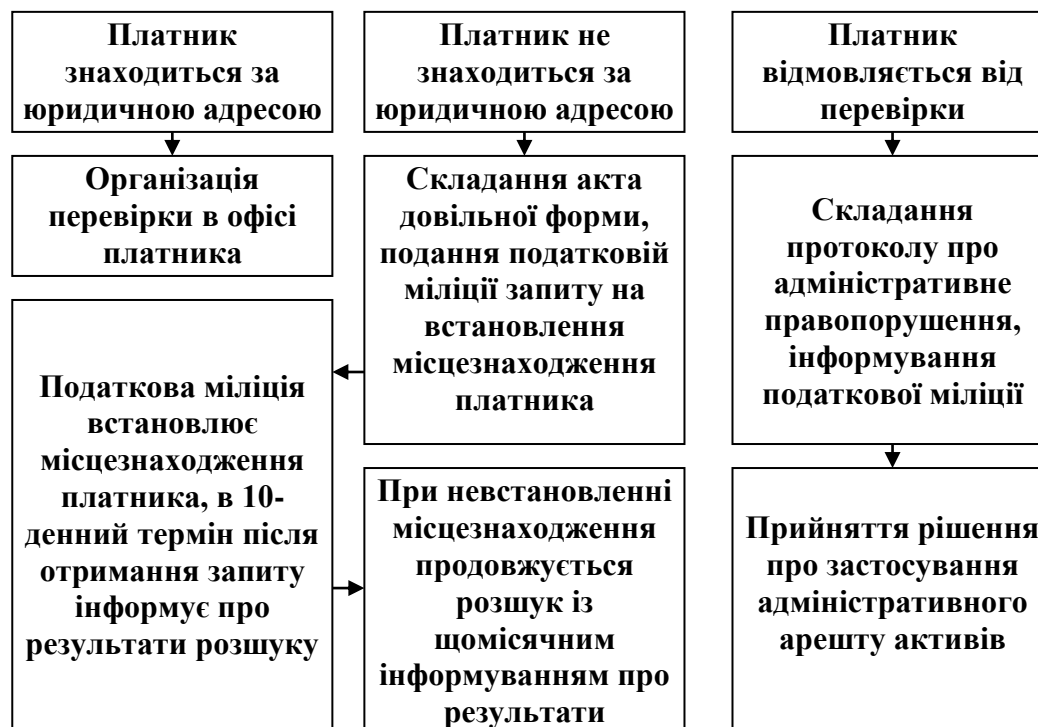 Платник
знаходиться за
юридичною адресою
Платник не
знаходиться за
юридичною адресою
Платник
відмовляється від
перевірки
Організація
перевірки в офісі
платника
Складання акта
довільної форми,
подання податковій
міліції запиту на
встановлення
місцезнаходження
платника
Складання
протоколу про
адміністративне
правопорушення,
інформування
податкової міліції
Податкова міліція
встановлює
місцезнаходження
платника, в 10-
денний термін після
отримання запиту
інформує про
результати розшуку
При невстановленні
місцезнаходження
продовжується
розшук із
щомісячним
інформуванням про
результати
Прийняття рішення
про застосування
адміністративного
арешту активів